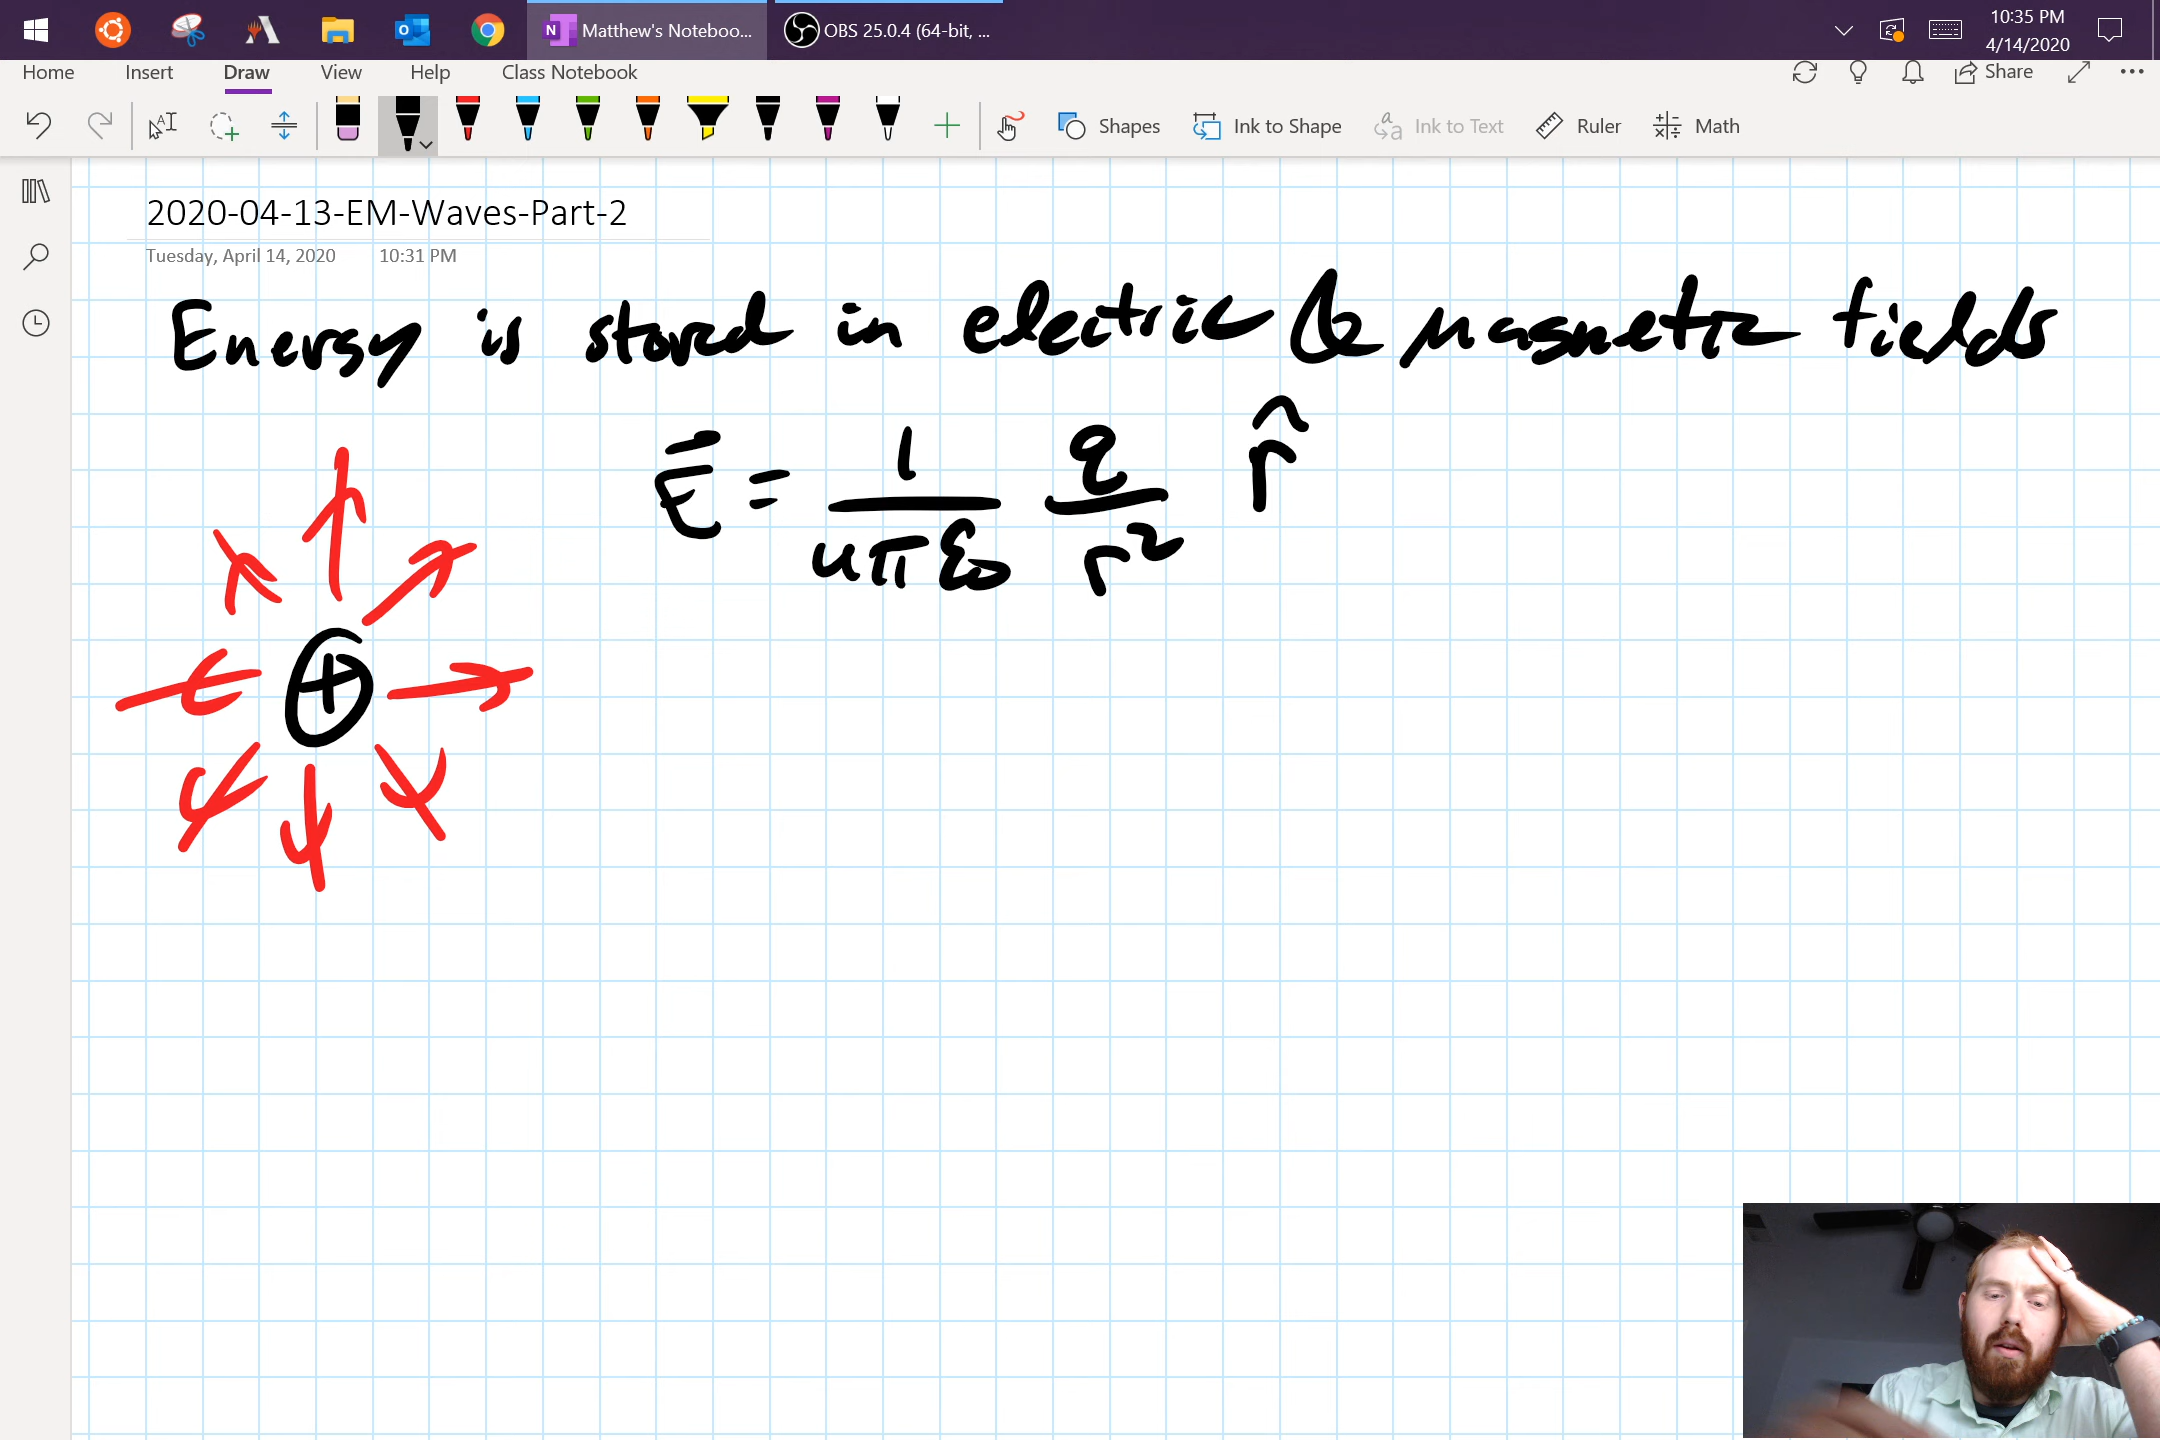 Matthew's Noteboo... OBS 25.0.4 (64-bit, ... 10:35 PM
4/14/2020
Home Insert Draw View Help Class Notebook Share
Shapes Ink to Shape Ink to Text Ruler Math
2020-04-13-EM-Waves-Part-2
Tuesday, April 14, 2020 10:31 PM
Energy is stored in electric & magnetic fields
E⃗ = 1/(4πε₀) q/r² r̂
+